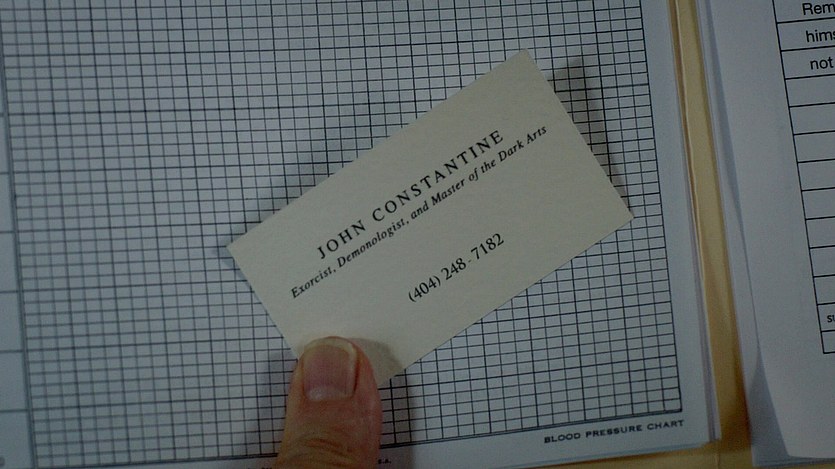 JOHN CONSTANTINE
Exorcist, Demonologist, and Master of the Dark Arts
(404) 248-7182
BLOOD PRESSURE CHART
Rem
hims
not